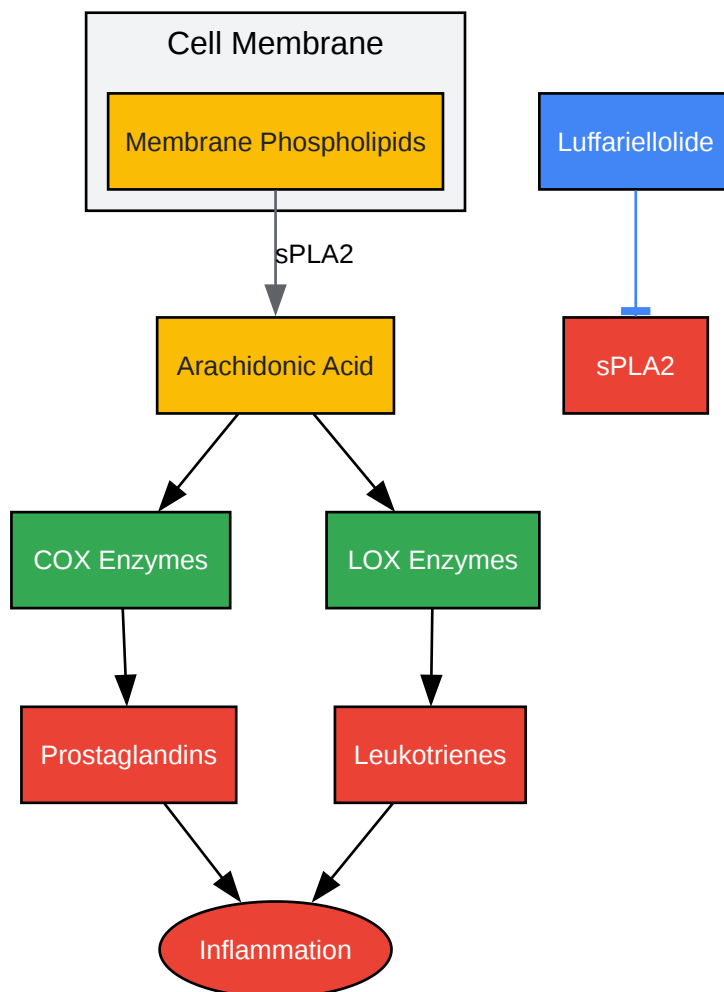 Cell Membrane
Membrane Phospholipids
Luffariellolide
sPLA2
Arachidonic Acid
sPLA2
COX Enzymes
LOX Enzymes
Prostaglandins
Leukotrienes
Inflammation